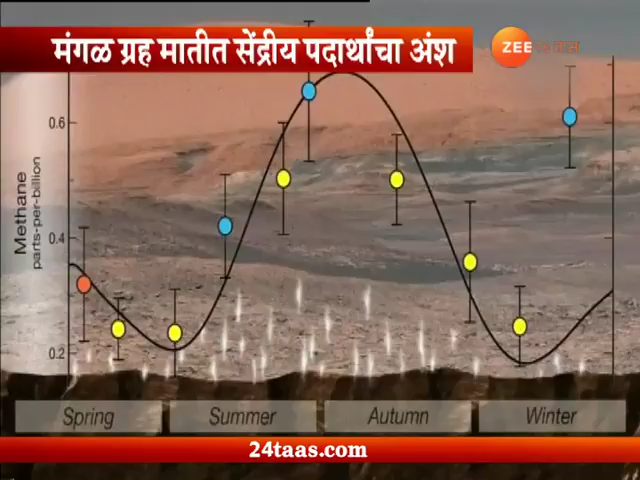 मंगळ ग्रह मातीत सेंद्रीय पदार्थांचा अंश
ZEE २४तास
0.6
0.4
0.2
Methane
parts-per-billion
Spring
Summer
Autumn
Winter
24taas.com